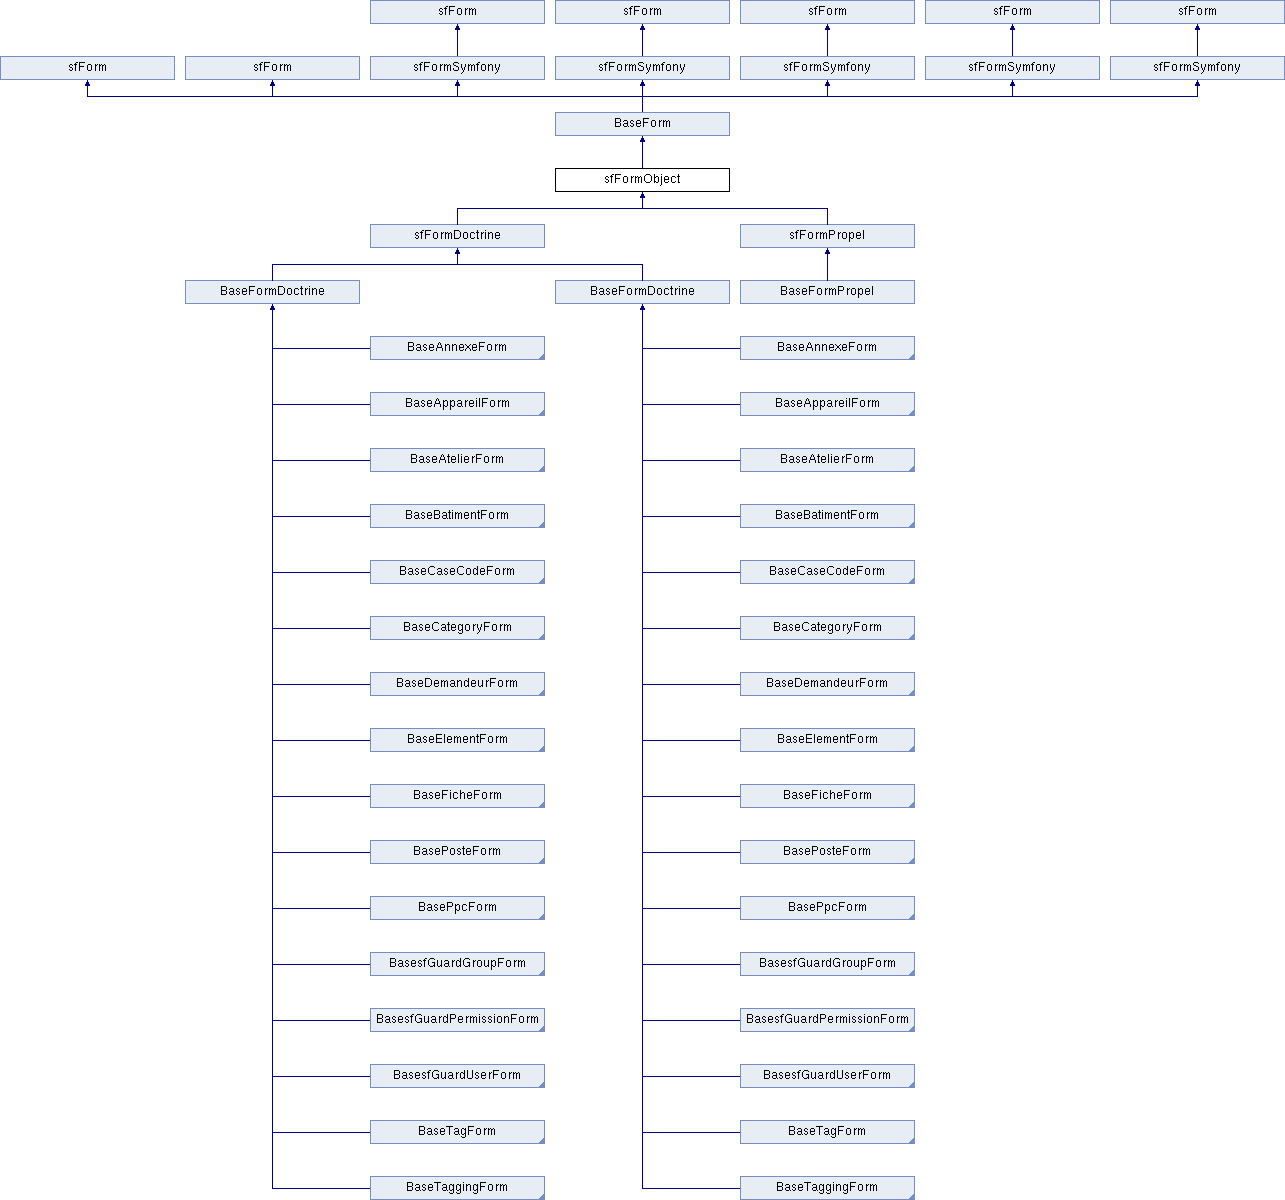 sfForm sfForm sfForm sfForm sfForm
sfForm sfForm sfFormSymfony sfFormSymfony sfFormSymfony sfFormSymfony sfFormSymfony
BaseForm
sfFormObject
sfFormDoctrine sfFormPropel
BaseFormDoctrine BaseFormDoctrine BaseFormPropel
BaseAnnexeForm BaseAnnexeForm
BaseAppareilForm BaseAppareilForm
BaseAtelierForm BaseAtelierForm
BaseBatimentForm BaseBatimentForm
BaseCaseCodeForm BaseCaseCodeForm
BaseCategoryForm BaseCategoryForm
BaseDemandeurForm BaseDemandeurForm
BaseElementForm BaseElementForm
BaseFicheForm BaseFicheForm
BasePosteForm BasePosteForm
BasePpcForm BasePpcForm
BasesfGuardGroupForm BasesfGuardGroupForm
BasesfGuardPermissionForm BasesfGuardPermissionForm
BasesfGuardUserForm BasesfGuardUserForm
BaseTagForm BaseTagForm
BaseTaggingForm BaseTaggingForm